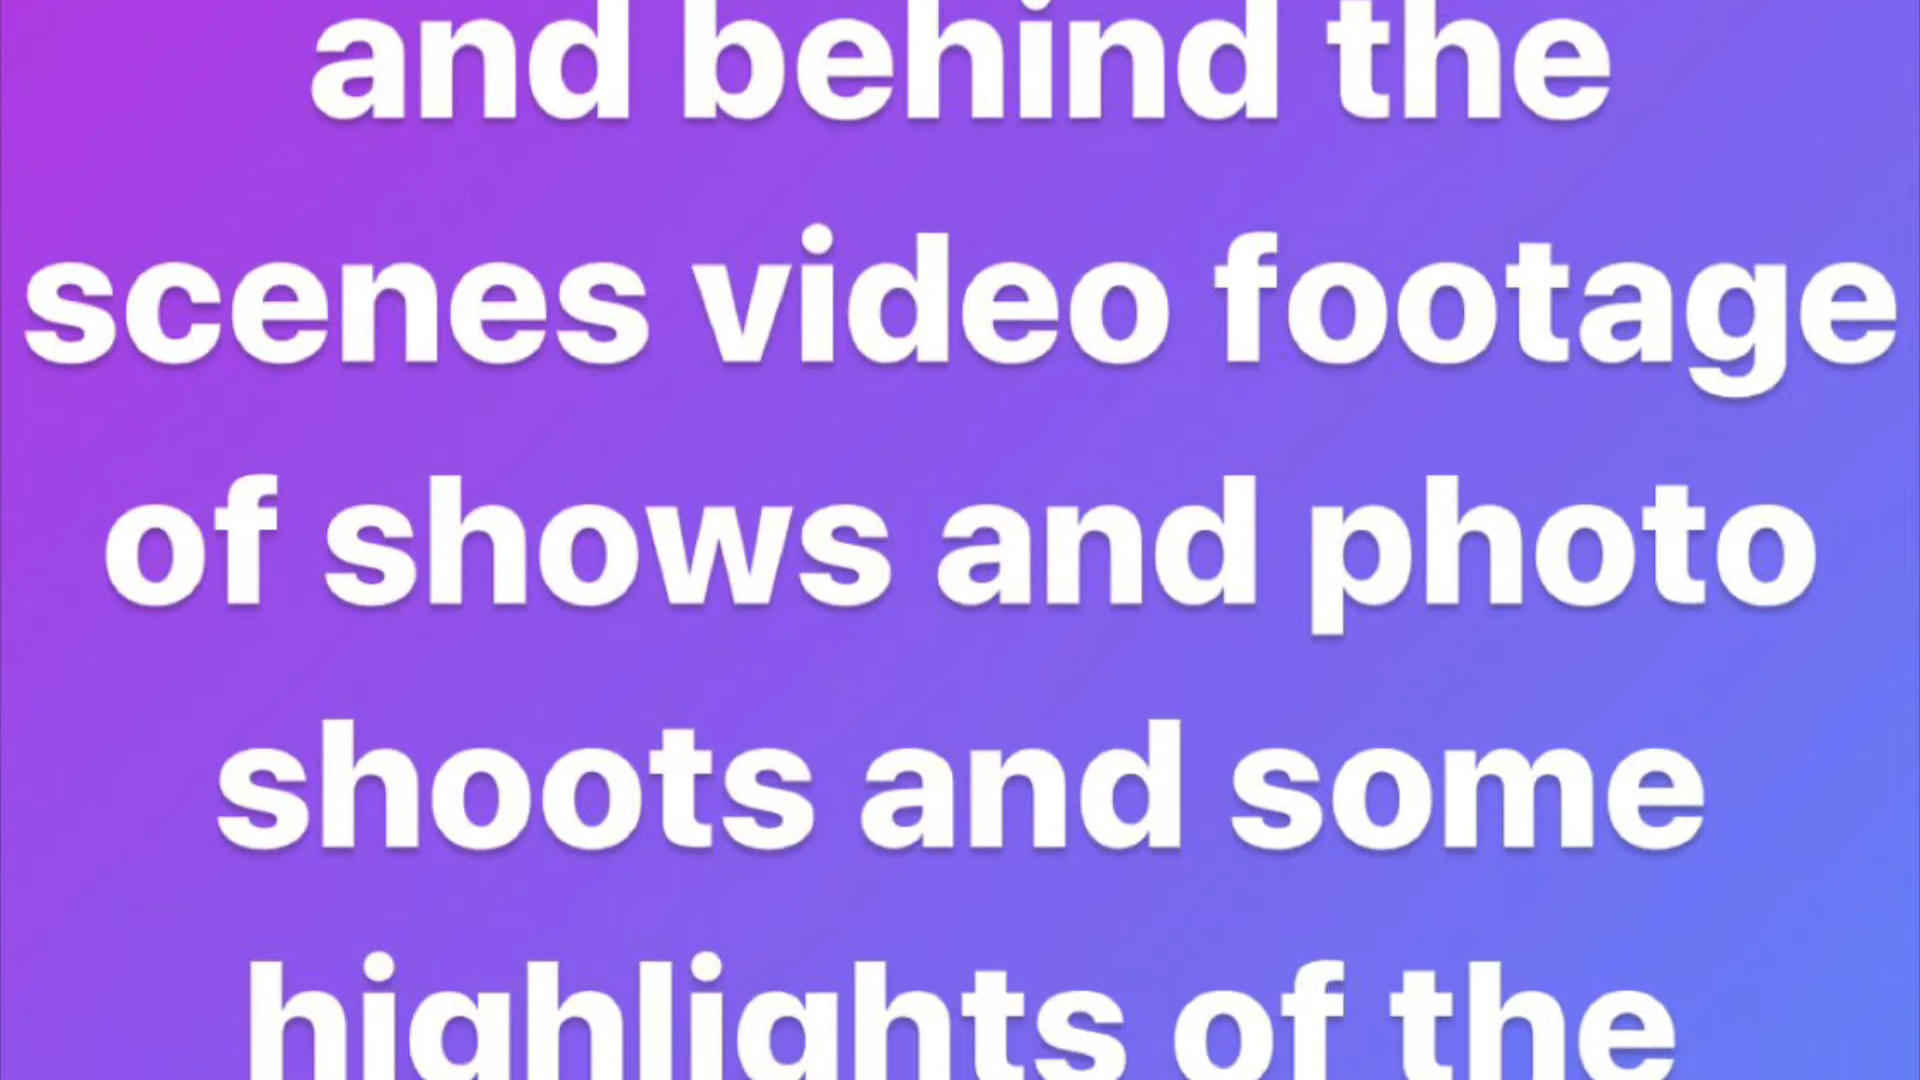 and behind the
scenes video footage
of shows and photo
shoots and some
highlights of the